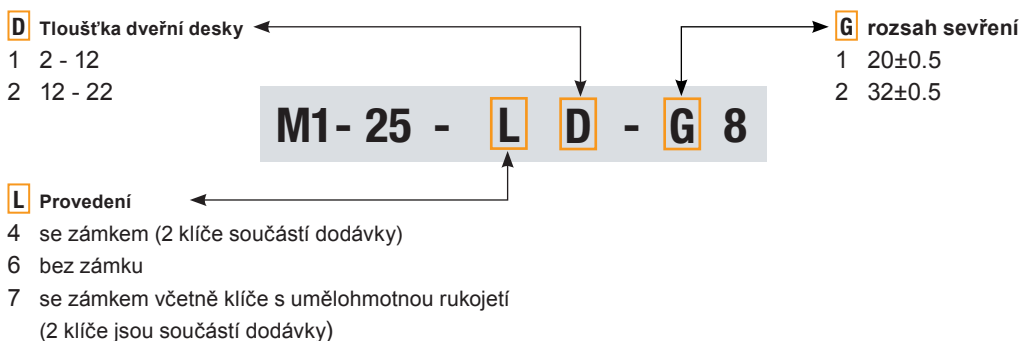 D Tloušťka dveřní desky
1 2 - 12
2 12 - 22
G rozsah sevření
1 20±0.5
2 32±0.5
M1- 25 - L D - G 8
L Provedení
4 se zámkem (2 klíče součástí dodávky)
6 bez zámku
7 se zámkem včetně klíče s umělohmotnou rukojetí
(2 klíče jsou součástí dodávky)